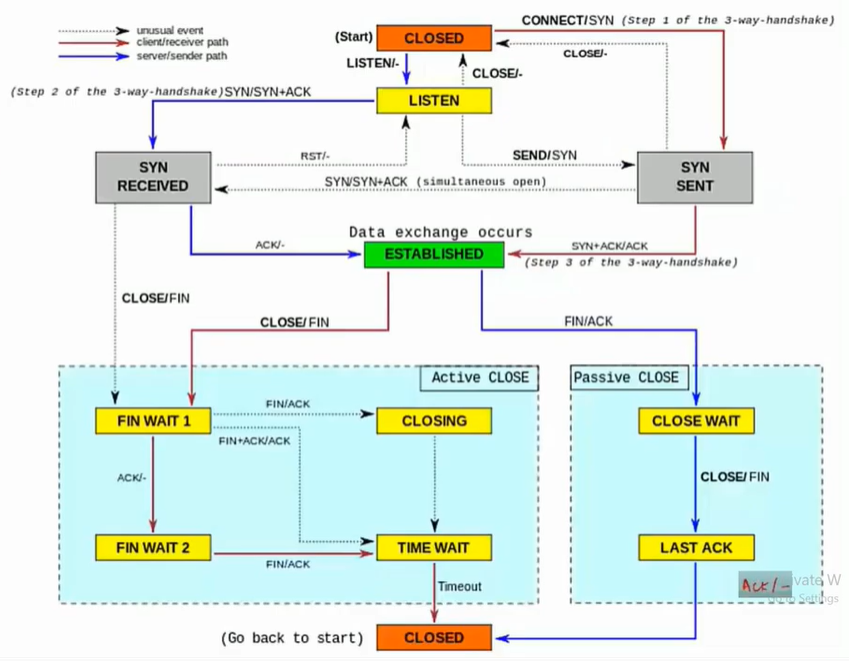 CONNECT/SYN (Step 1 of the 3-way-handshake)
unusual event
client/receiver path
server/sender path
(Start)
CLOSED
CLOSE/-
LISTEN/-
CLOSE/-
(Step 2 of the 3-way-handshake)SYN/SYN+ACK
LISTEN
RST/-
SEND/SYN
SYN
RECEIVED
SYN
SENT
SYN/SYN+ACK (simultaneous open)
Data exchange occurs
ACK/-
ESTABLISHED
SYN+ACK/ACK
(Step 3 of the 3-way-handshake)
CLOSE/FIN
CLOSE/FIN
FIN/ACK
Active CLOSE
Passive CLOSE
FIN WAIT 1
FIN/ACK
CLOSING
CLOSE WAIT
FIN+ACK/ACK
ACK/-
CLOSE/FIN
FIN WAIT 2
FIN/ACK
TIME WAIT
LAST ACK
Timeout
Ack/-
vate W
to Settings
(Go back to start)
CLOSED